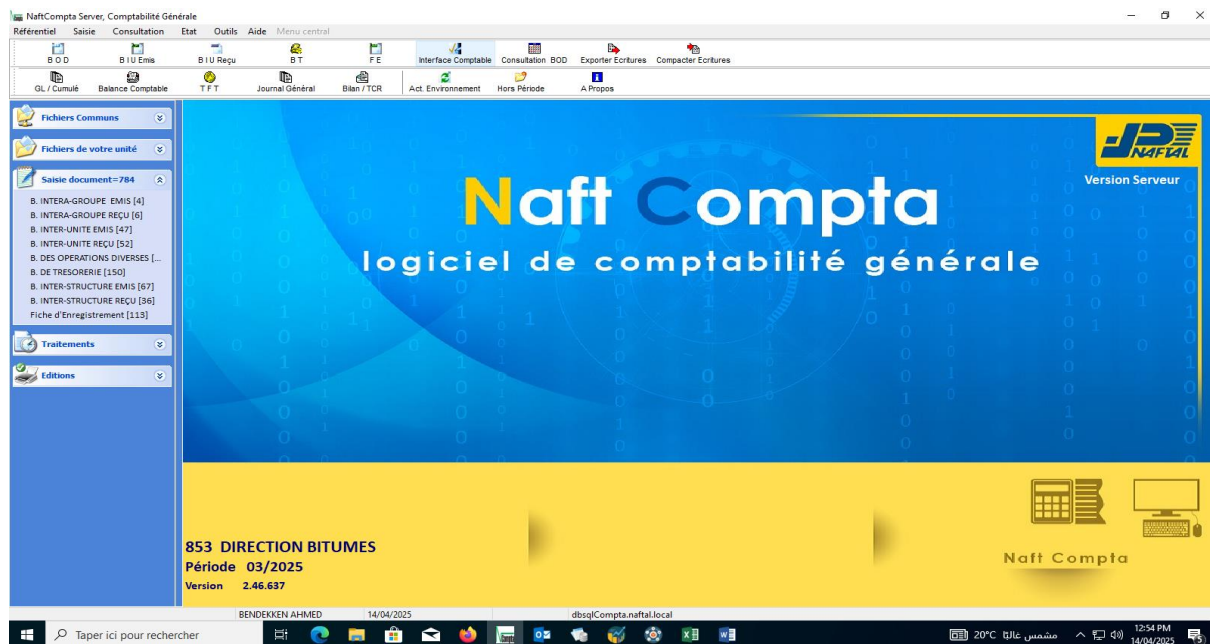 NaftCompta Server, Comptabilité Générale
Référentiel Saisie Consultation Etat Outils Aide Menu central
B O D B I U Emis B I U Reçu B T F E Interface Comptable Consultation BOD Exporter Ecritures Compacter Ecritures
GL / Cumulé Balance Comptable T F T Journal Général Bilan / TCR Act. Environnement Hors Période A Propos
Fichiers Communs
Fichiers de votre unité
Saisie document=784
B. INTERA-GROUPE EMIS [4]
B. INTERA-GROUPE REÇU [6]
B. INTER-UNITE EMIS [47]
B. INTER-UNITE REÇU [52]
B. DES OPERATIONS DIVERSES [...
B. DE TRESORERIE [150]
B. INTER-STRUCTURE EMIS [67]
B. INTER-STRUCTURE REÇU [36]
Fiche d'Enregistrement [113]
Traitements
Editions
NAFTAL
Version Serveur
Naft Compta
logiciel de comptabilité générale
853 DIRECTION BITUMES
Période 03/2025
Version 2.46.637
Naft Compta
BENDEKKEN AHMED 14/04/2025 dbsqlCompta.naftal.local
Taper ici pour rechercher
20°C مشمس غالبًا
12:54 PM
14/04/2025